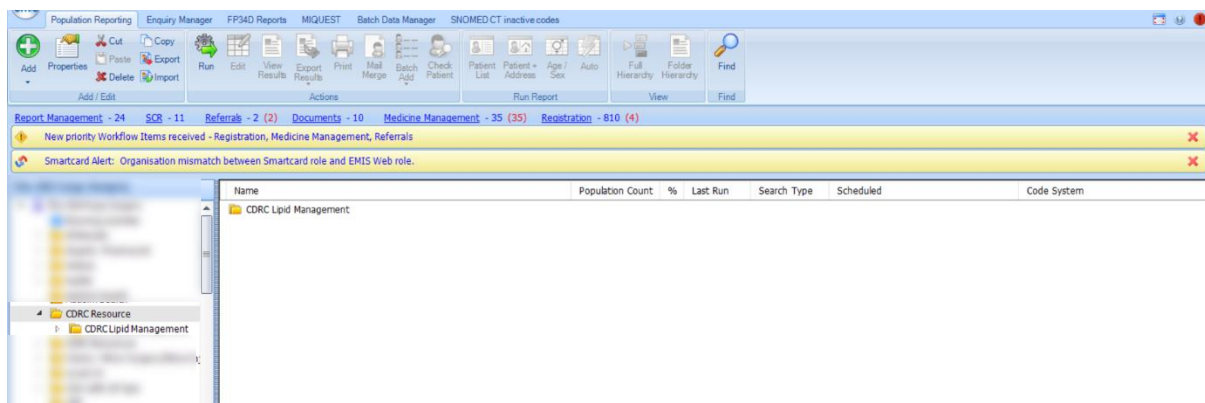 Population Reporting Enquiry Manager FP34D Reports MIQUEST Batch Data Manager SNOMED CT inactive codes
Add Properties Cut Copy Paste Export Delete Import
Add / Edit
Run Edit View Results Export Results Print Mail Merge Batch Add Check Patient
Actions
Patient List Patient + Address Age / Sex Auto
Run Report
Full Hierarchy Folder Hierarchy
View
Find
Find
Report Management - 24 SCR - 11 Referrals - 2 (2) Documents - 10 Medicine Management - 35 (35) Registration - 810 (4)
New priority Workflow Items received - Registration, Medicine Management, Referrals
Smartcard Alert: Organisation mismatch between Smartcard role and EMIS Web role.
Name Population Count % Last Run Search Type Scheduled Code System
CDRC Lipid Management
CDRC Resource
CDRC Lipid Management